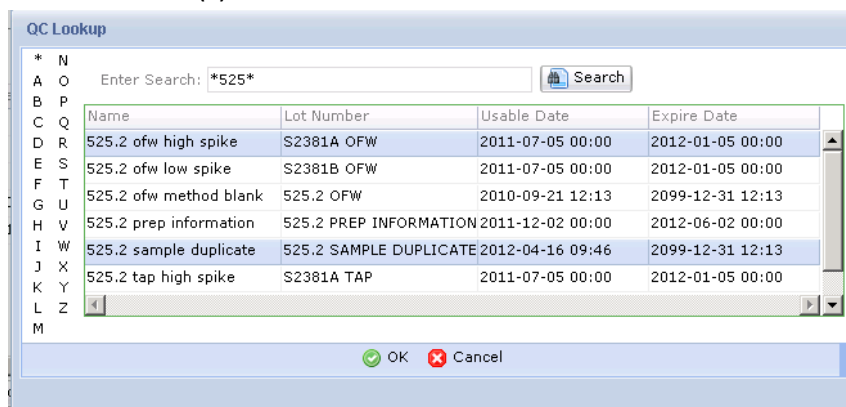 QC Lookup
* N
A O
B P
C Q
D R
E S
F T
G U
H V
I W
J X
K Y
L Z
M
Enter Search: *525* Search
Name Lot Number Usable Date Expire Date
525.2 ofw high spike S2381A OFW 2011-07-05 00:00 2012-01-05 00:00
525.2 ofw low spike S2381B OFW 2011-07-05 00:00 2012-01-05 00:00
525.2 ofw method blank 525.2 OFW 2010-09-21 12:13 2099-12-31 12:13
525.2 prep information 525.2 PREP INFORMATION 2011-12-02 00:00 2012-06-02 00:00
525.2 sample duplicate 525.2 SAMPLE DUPLICATE 2012-04-16 09:46 2099-12-31 12:13
525.2 tap high spike S2381A TAP 2011-07-05 00:00 2012-01-05 00:00
OK Cancel